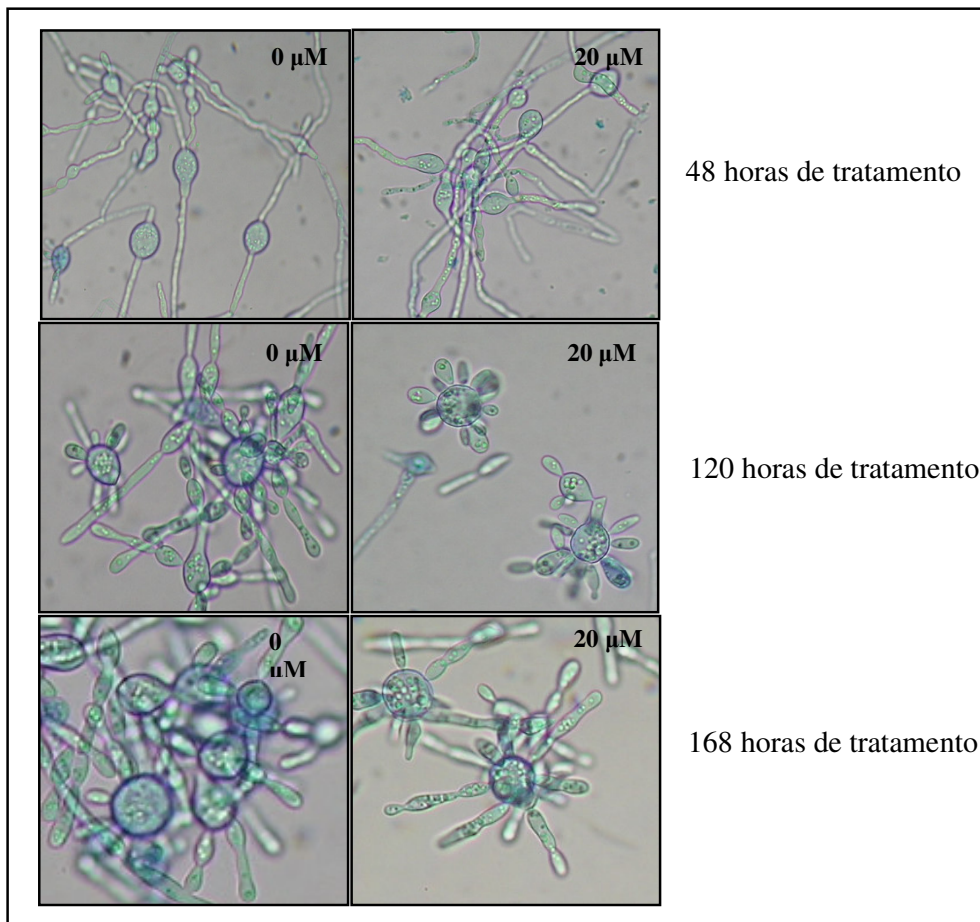 0 µM
20 µM
48 horas de tratamento
0 µM
20 µM
120 horas de tratamento
0
µM
20 µM
168 horas de tratamento